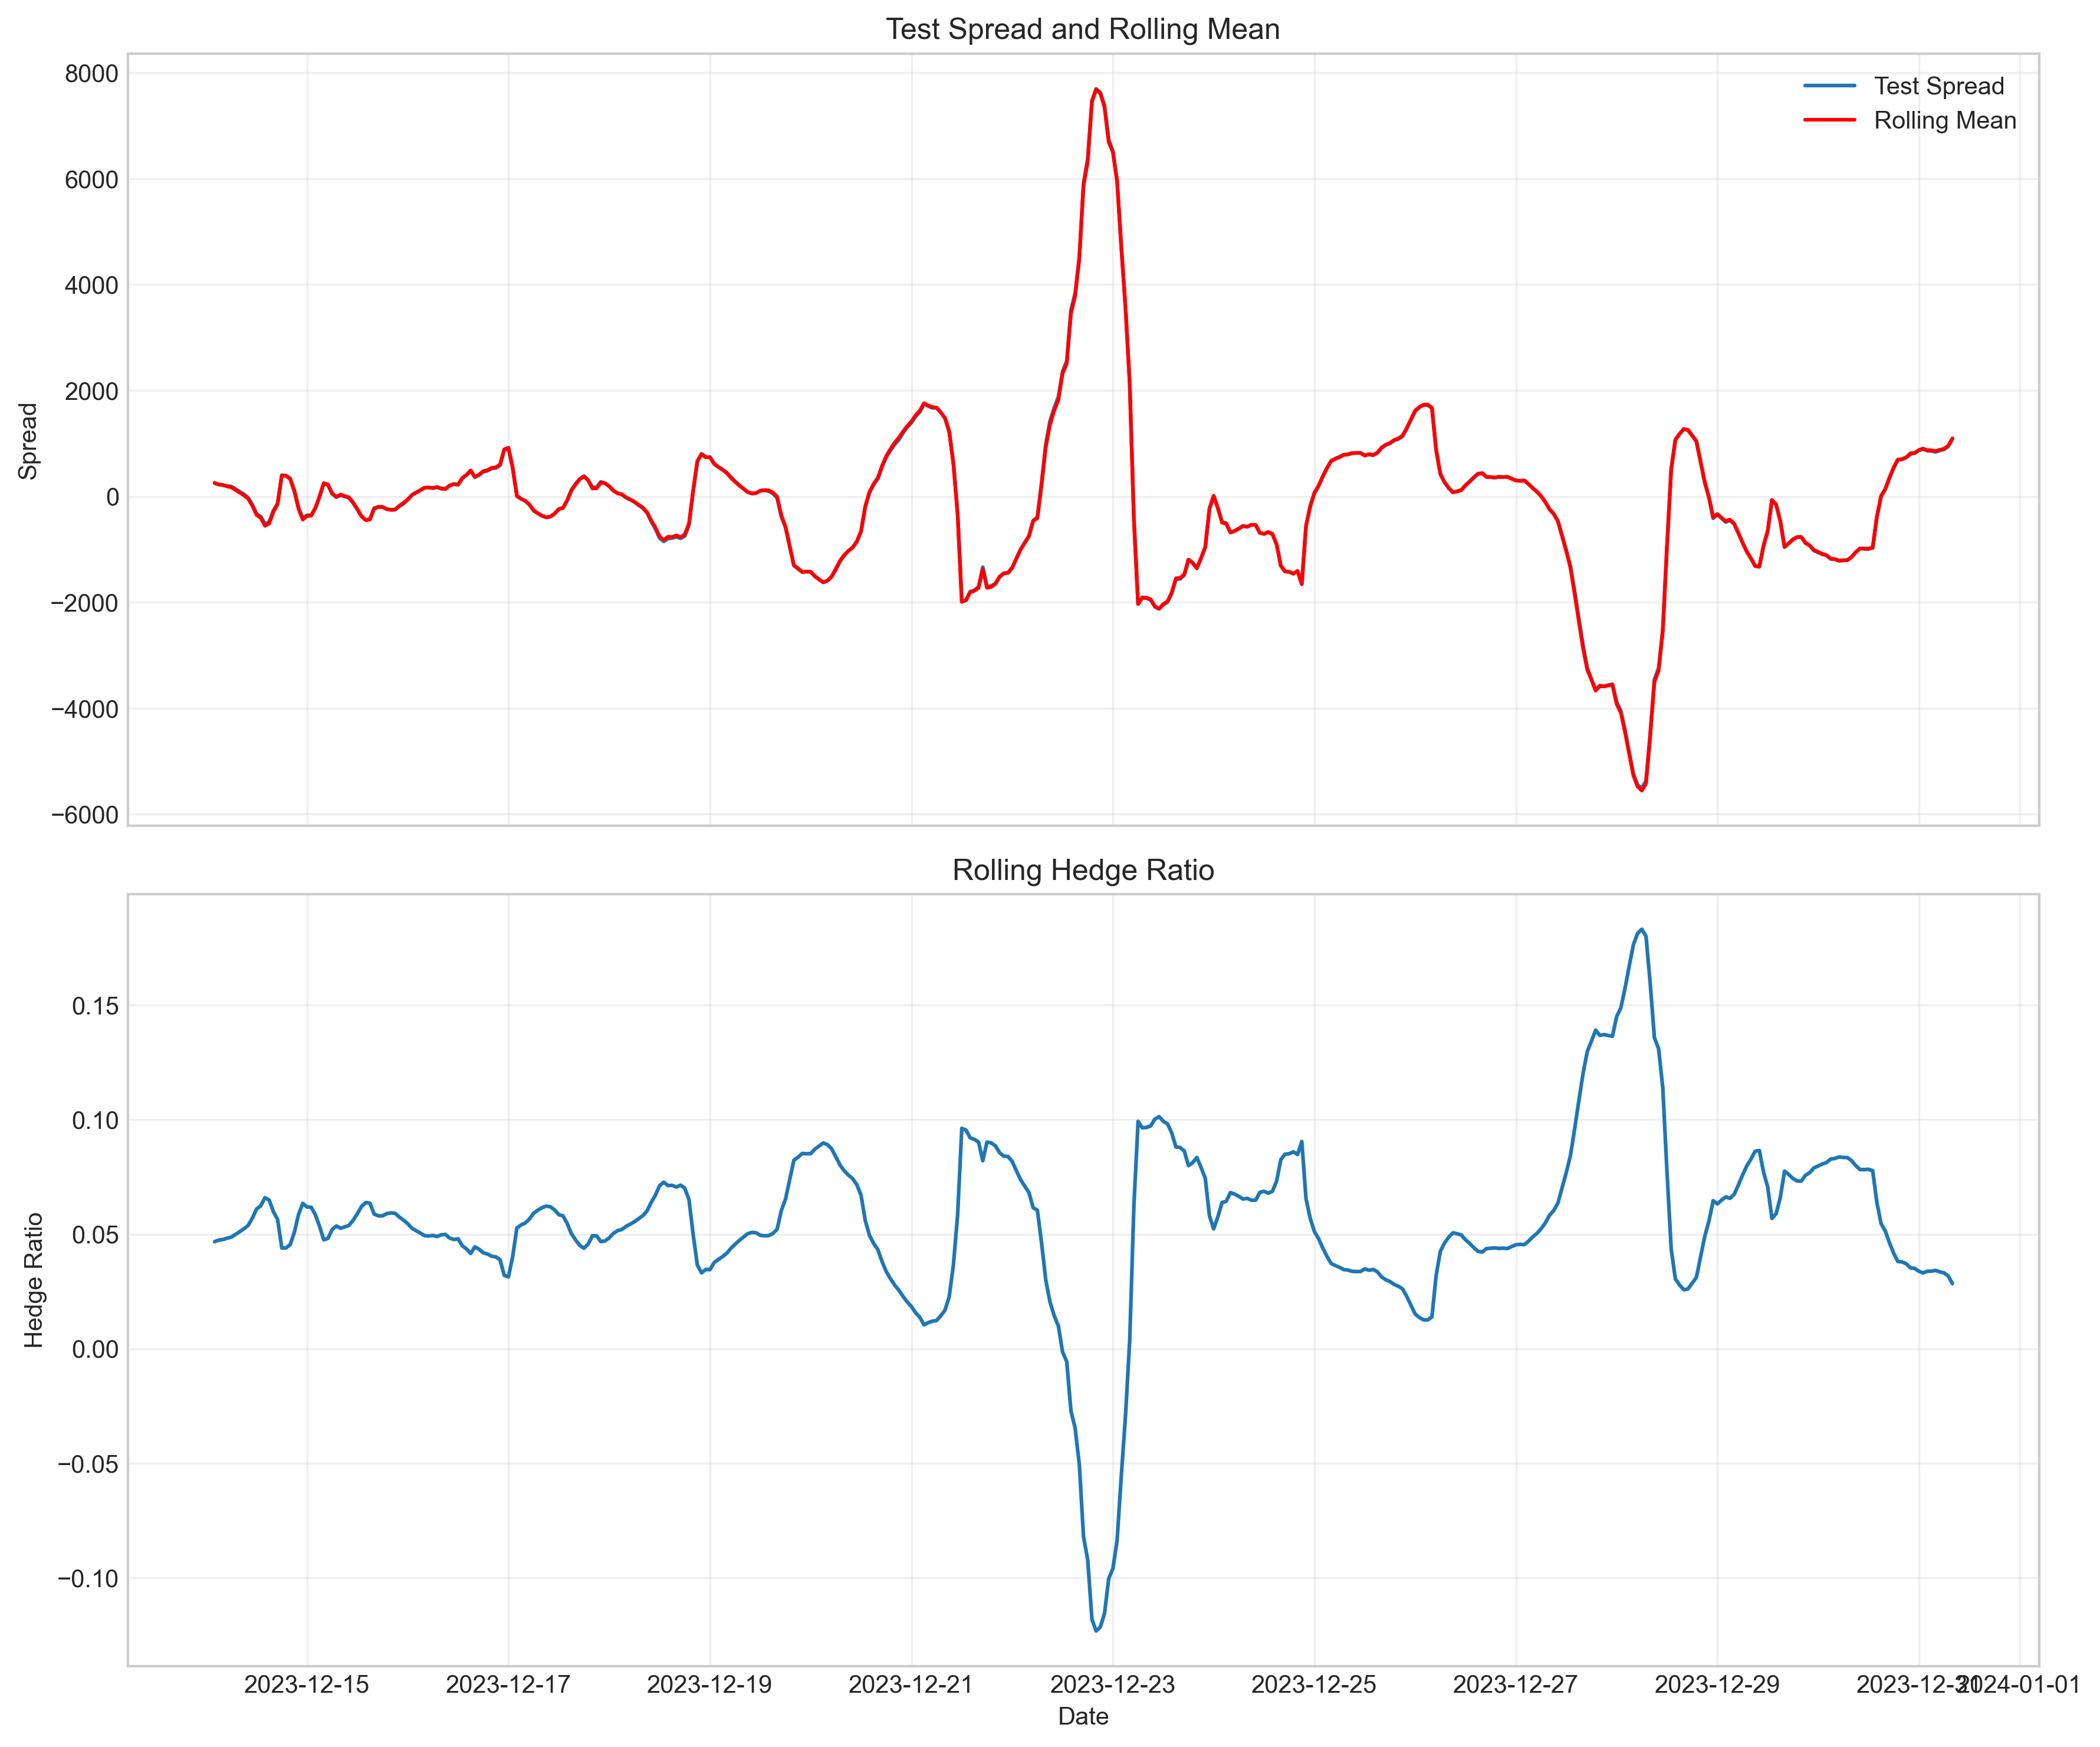 Test Spread and Rolling Mean
8000
6000
4000
2000
0
−2000
−4000
−6000
Spread
Test Spread
Rolling Mean
Rolling Hedge Ratio
0.15
0.10
0.05
0.00
−0.05
−0.10
Hedge Ratio
2023-12-15 2023-12-17 2023-12-19 2023-12-21 2023-12-23 2023-12-25 2023-12-27 2023-12-29 2023-12-31 2024-01-01
Date